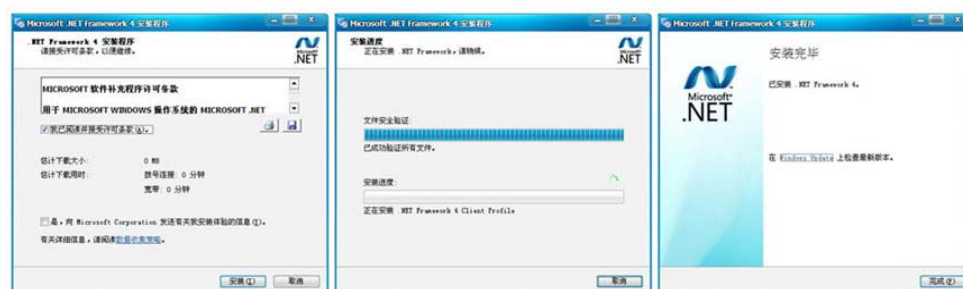 Microsoft .NET Framework 4 安装程序
.NET Framework 4 安装程序
请接受许可条款，以便继续。
Microsoft
.NET
MICROSOFT 软件补充程序许可条款
用于 MICROSOFT WINDOWS 操作系统的 MICROSOFT .NET
我已阅读并接受许可条款(A)。
估计下载大小: 0 MB
估计下载用时: 拨号连接: 0 分钟
宽带: 0 分钟
是，向 Microsoft Corporation 发送有关我安装体验的信息(Y)。
有关详细信息，请阅读数据收集策略。
安装(I) 取消
Microsoft .NET Framework 4 安装程序
安装进度
正在安装 .NET Framework，请稍候。
Microsoft
.NET
文件安全验证:
已成功验证所有文件。
安装进度:
正在安装 .NET Framework 4 Client Profile
取消
Microsoft .NET Framework 4 安装程序
Microsoft
.NET
安装完毕
已安装 .NET Framework 4。
在 Windows Update 上检查最新版本。
完成(F)